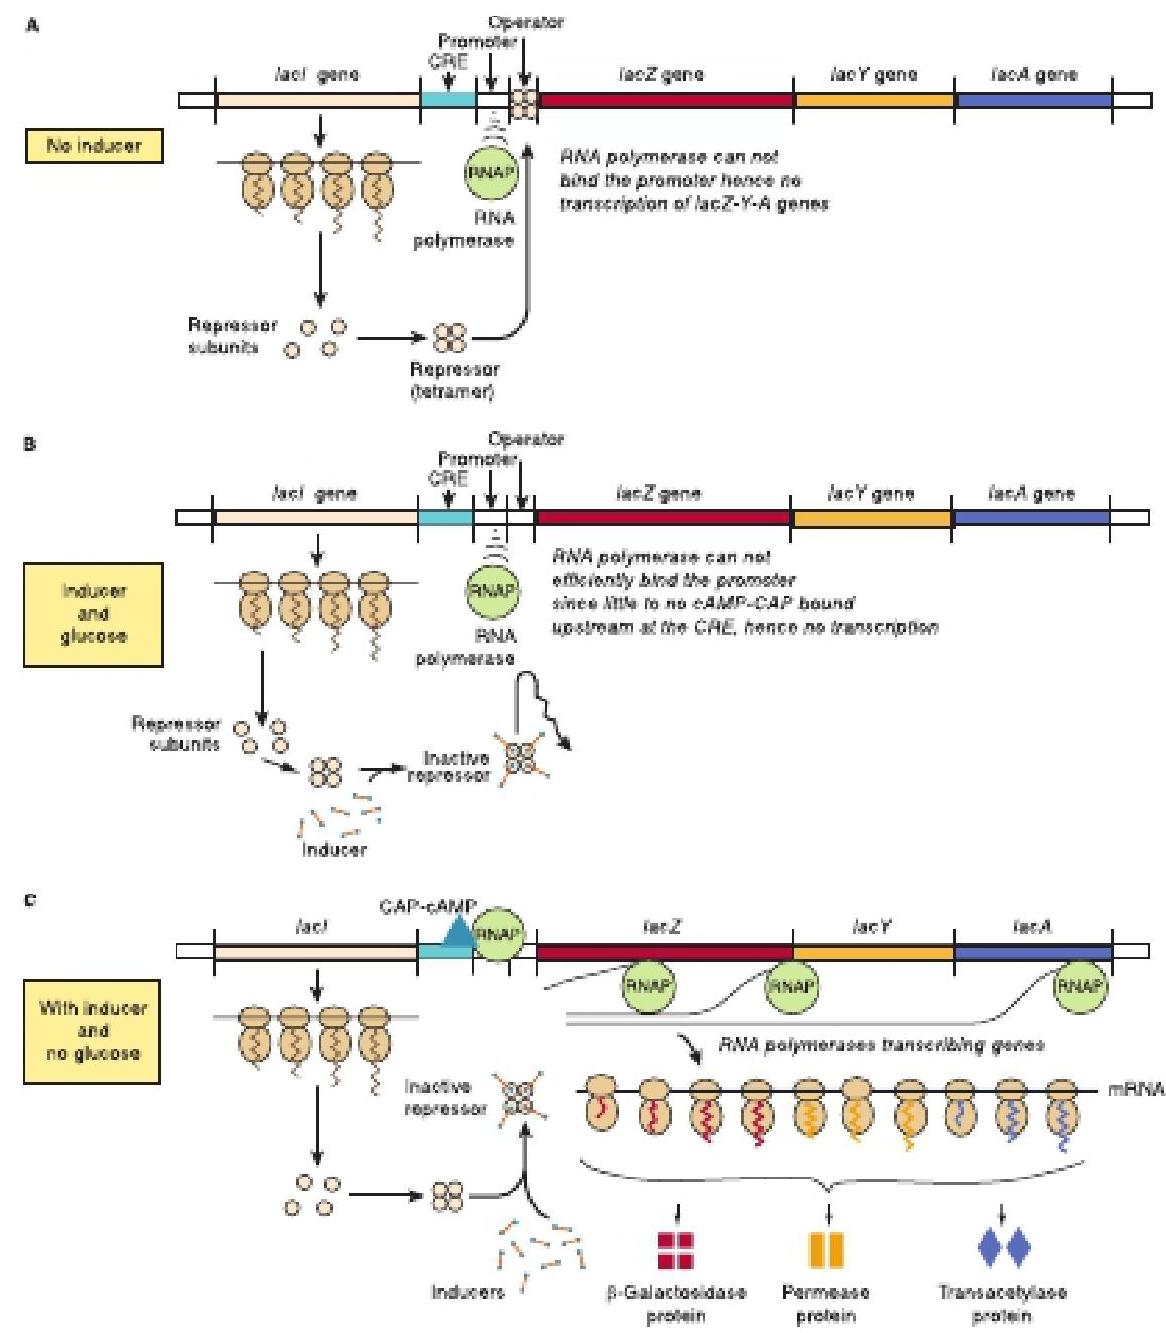 A
Operator
Promoter
CRE
lacI gene
lacZ gene
lacY gene
lacA gene
No inducer
RNAP
RNA
polymerase
RNA polymerase can not
bind the promoter hence no
transcription of lacZ-Y-A genes
Repressor
subunits
Repressor
(tetramer)
B
Operator
Promoter
CRE
lacI gene
lacZ gene
lacY gene
lacA gene
Inducer
and
glucose
RNAP
RNA
polymerase
RNA polymerase can not
efficiently bind the promoter
since little to no cAMP-CAP bound
upstream at the CRE, hence no transcription
Repressor
subunits
Inactive
repressor
Inducer
C
CAP-cAMP
lacI
RNAP
lacZ
lacY
lacA
RNAP
RNAP
RNAP
With inducer
and
no glucose
RNA polymerases transcribing genes
Inactive
repressor
mRNA
Inducers
β-Galactosidase
protein
Permease
protein
Transacetylase
protein